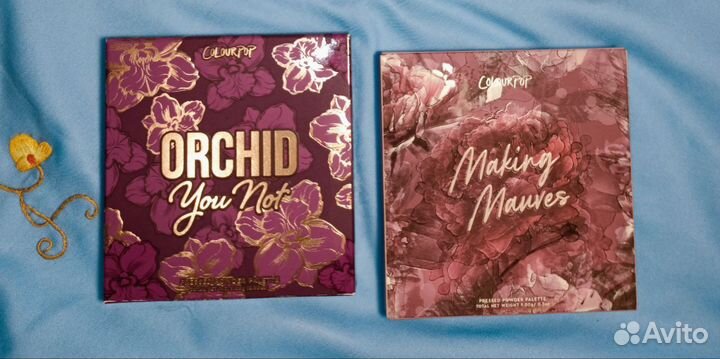 COLOURPOP
ORCHID
You Not
COLOURPOP
Making
Mauves
PRESSED POWDER PALETTE
Avito